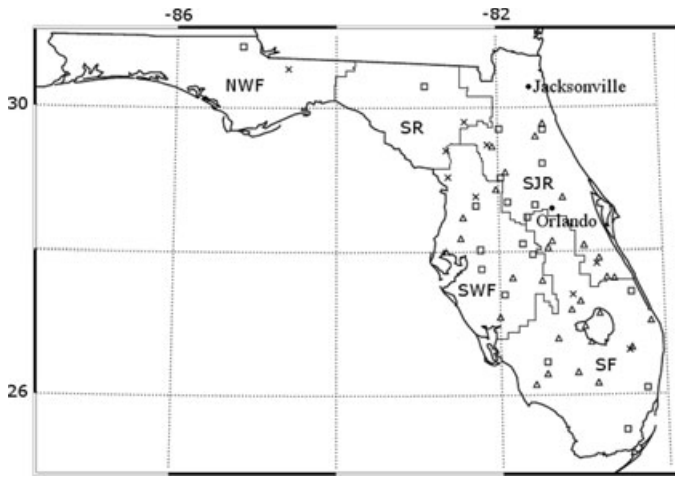 -86
-82
30
26
NWF
SR
Jacksonville
SJR
Orlando
SWF
SF